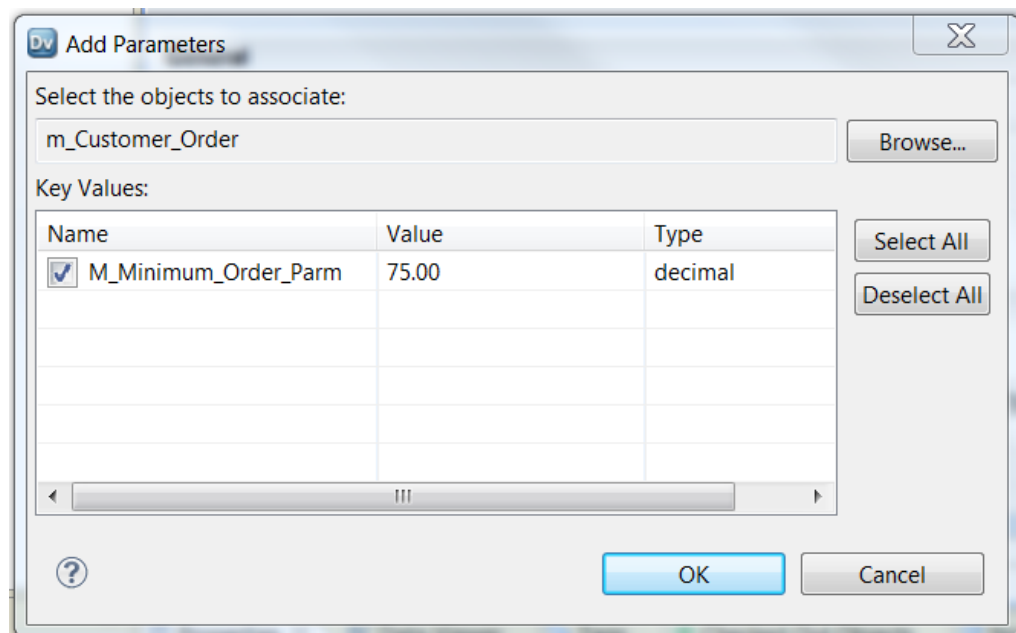 Dv Add Parameters
General
Select the objects to associate:
m_Customer_Order
Browse...
Key Values:
Name Value Type
M_Minimum_Order_Parm 75.00 decimal
Select All
Deselect All
?
OK Cancel